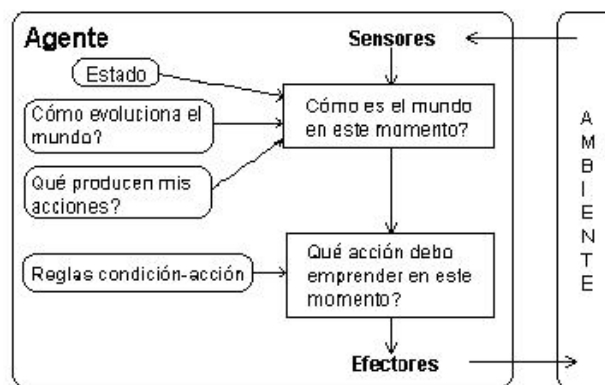 Agente
Sensores
Estado
Cómo evoluciona el
mundo?
Qué producen mis
acciones?
Cómo es el mundo
en este momento?
Reglas condición-acción
Qué acción debo
emprender en este
momento?
Efectores
A
M
B
I
E
N
T
E